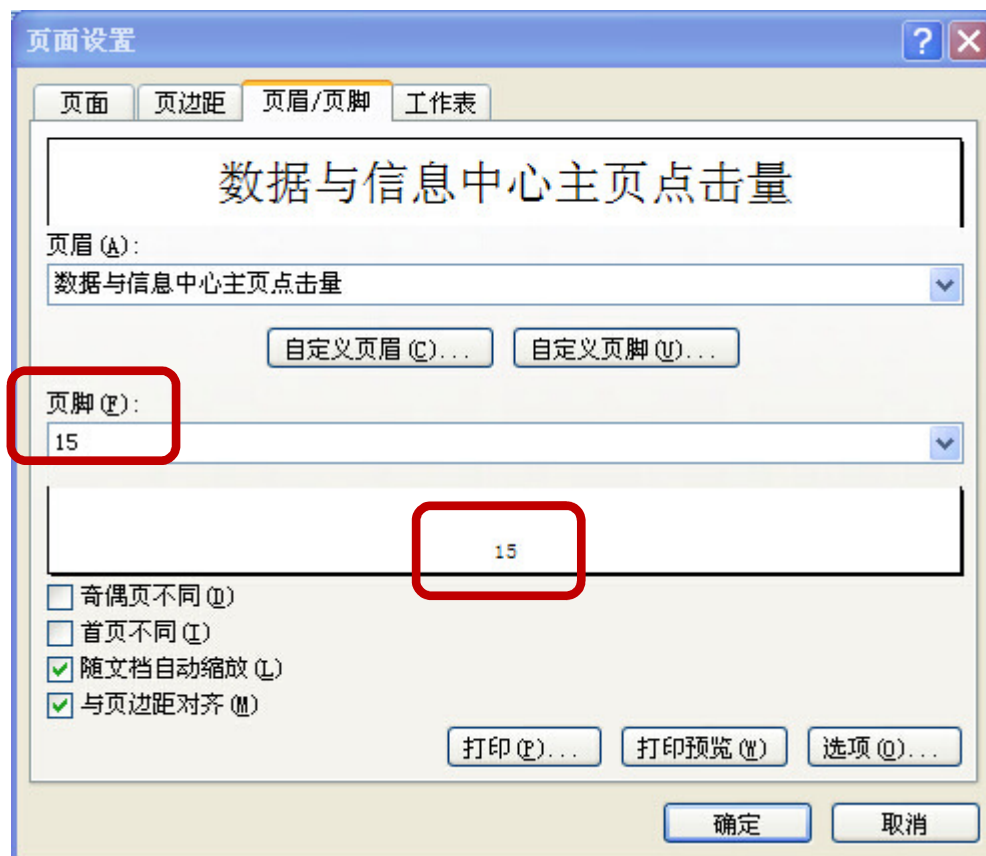 页面设置
页面 页边距 页眉/页脚 工作表
数据与信息中心主页点击量
页眉(A):
数据与信息中心主页点击量
自定义页眉(C)... 自定义页脚(U)...
页脚(F):
15
15
奇偶页不同(D)
首页不同(I)
随文档自动缩放(L)
与页边距对齐(M)
打印(P)... 打印预览(W) 选项(O)...
确定 取消